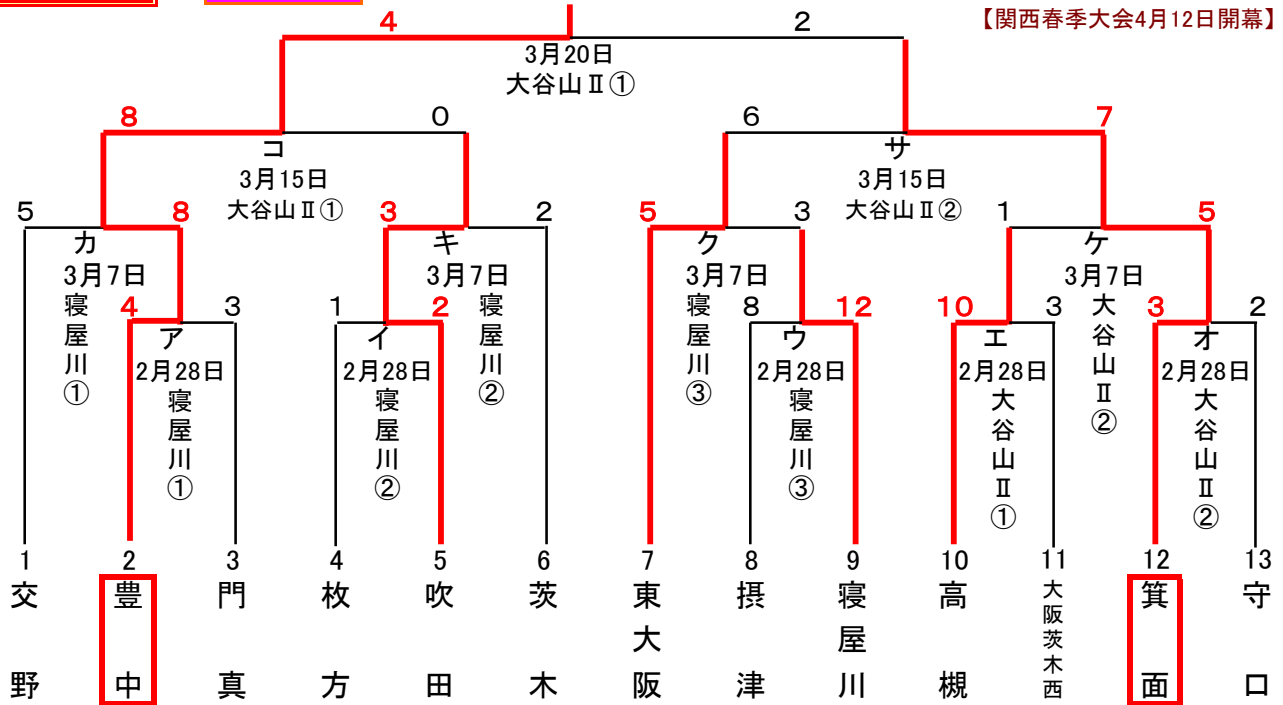 【関西春季大会4月12日開幕】
4
2
3月20日
大谷山Ⅱ①
8
0
6
7
コ
サ
3月15日
3月15日
大谷山Ⅱ①
大谷山Ⅱ②
5
8
3
2
5
3
1
5
カ
キ
ク
ケ
3月7日
3月7日
3月7日
3月7日
寝屋川①
寝屋川②
寝屋川③
大谷山Ⅱ②
4
3
1
2
8
12
10
3
3
2
ア
イ
ウ
エ
オ
2月28日
2月28日
2月28日
2月28日
2月28日
寝屋川①
寝屋川②
寝屋川③
大谷山Ⅱ①
大谷山Ⅱ②
1
2
3
4
5
6
7
8
9
10
11
12
13
交野
豊中
門真
枚方
吹田
茨木
東大阪
摂津
寝屋川
高槻
大阪茨木西
箕面
守口